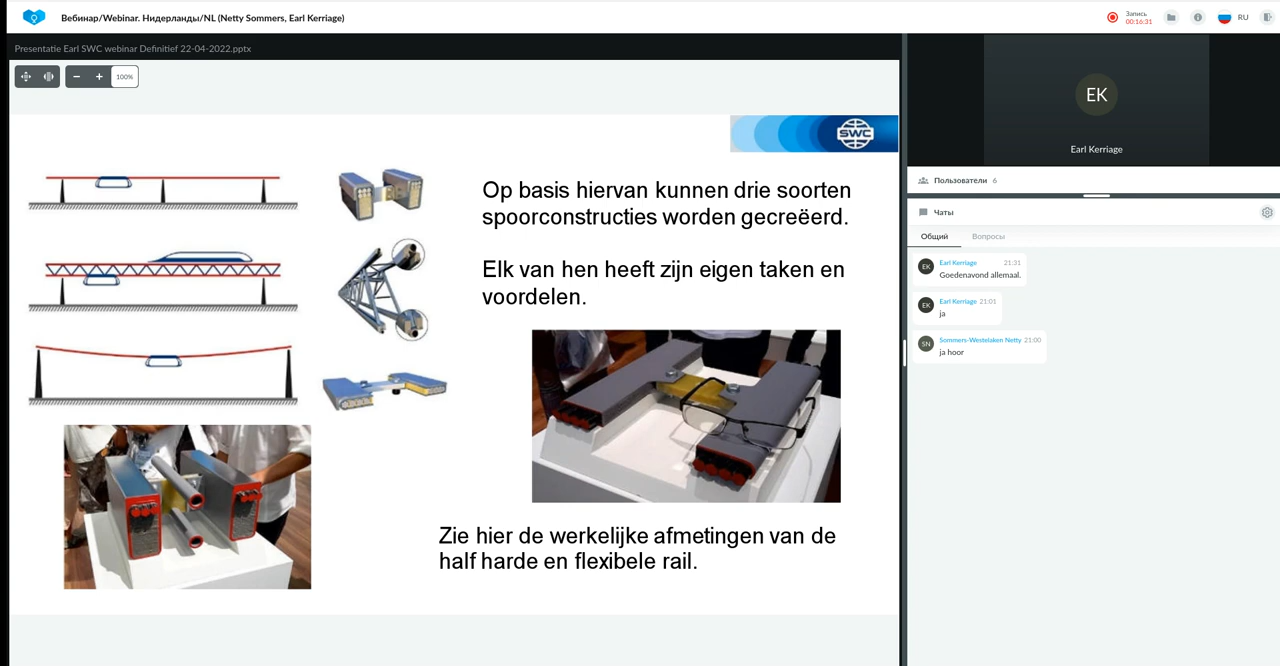 Вебинар/Webinar. Нидерланды/NL (Netty Sommers, Earl Kerriage)
Запись
00:16:31
RU
Presentatie Earl SWC webinar Definitief 22-04-2022.pptx
100%
SWC
Op basis hiervan kunnen drie soorten
spoorconstructies worden gecreëerd.
Elk van hen heeft zijn eigen taken en
voordelen.
Zie hier de werkelijke afmetingen van de
half harde en flexibele rail.
EK
Earl Kerriage
Пользователи 6
Чаты
Общий Вопросы
EK Earl Kerriage 21:31
Goedenavond allemaal.
EK Earl Kerriage 21:01
ja
SN Sommers-Westelaken Netty 21:00
ja hoor